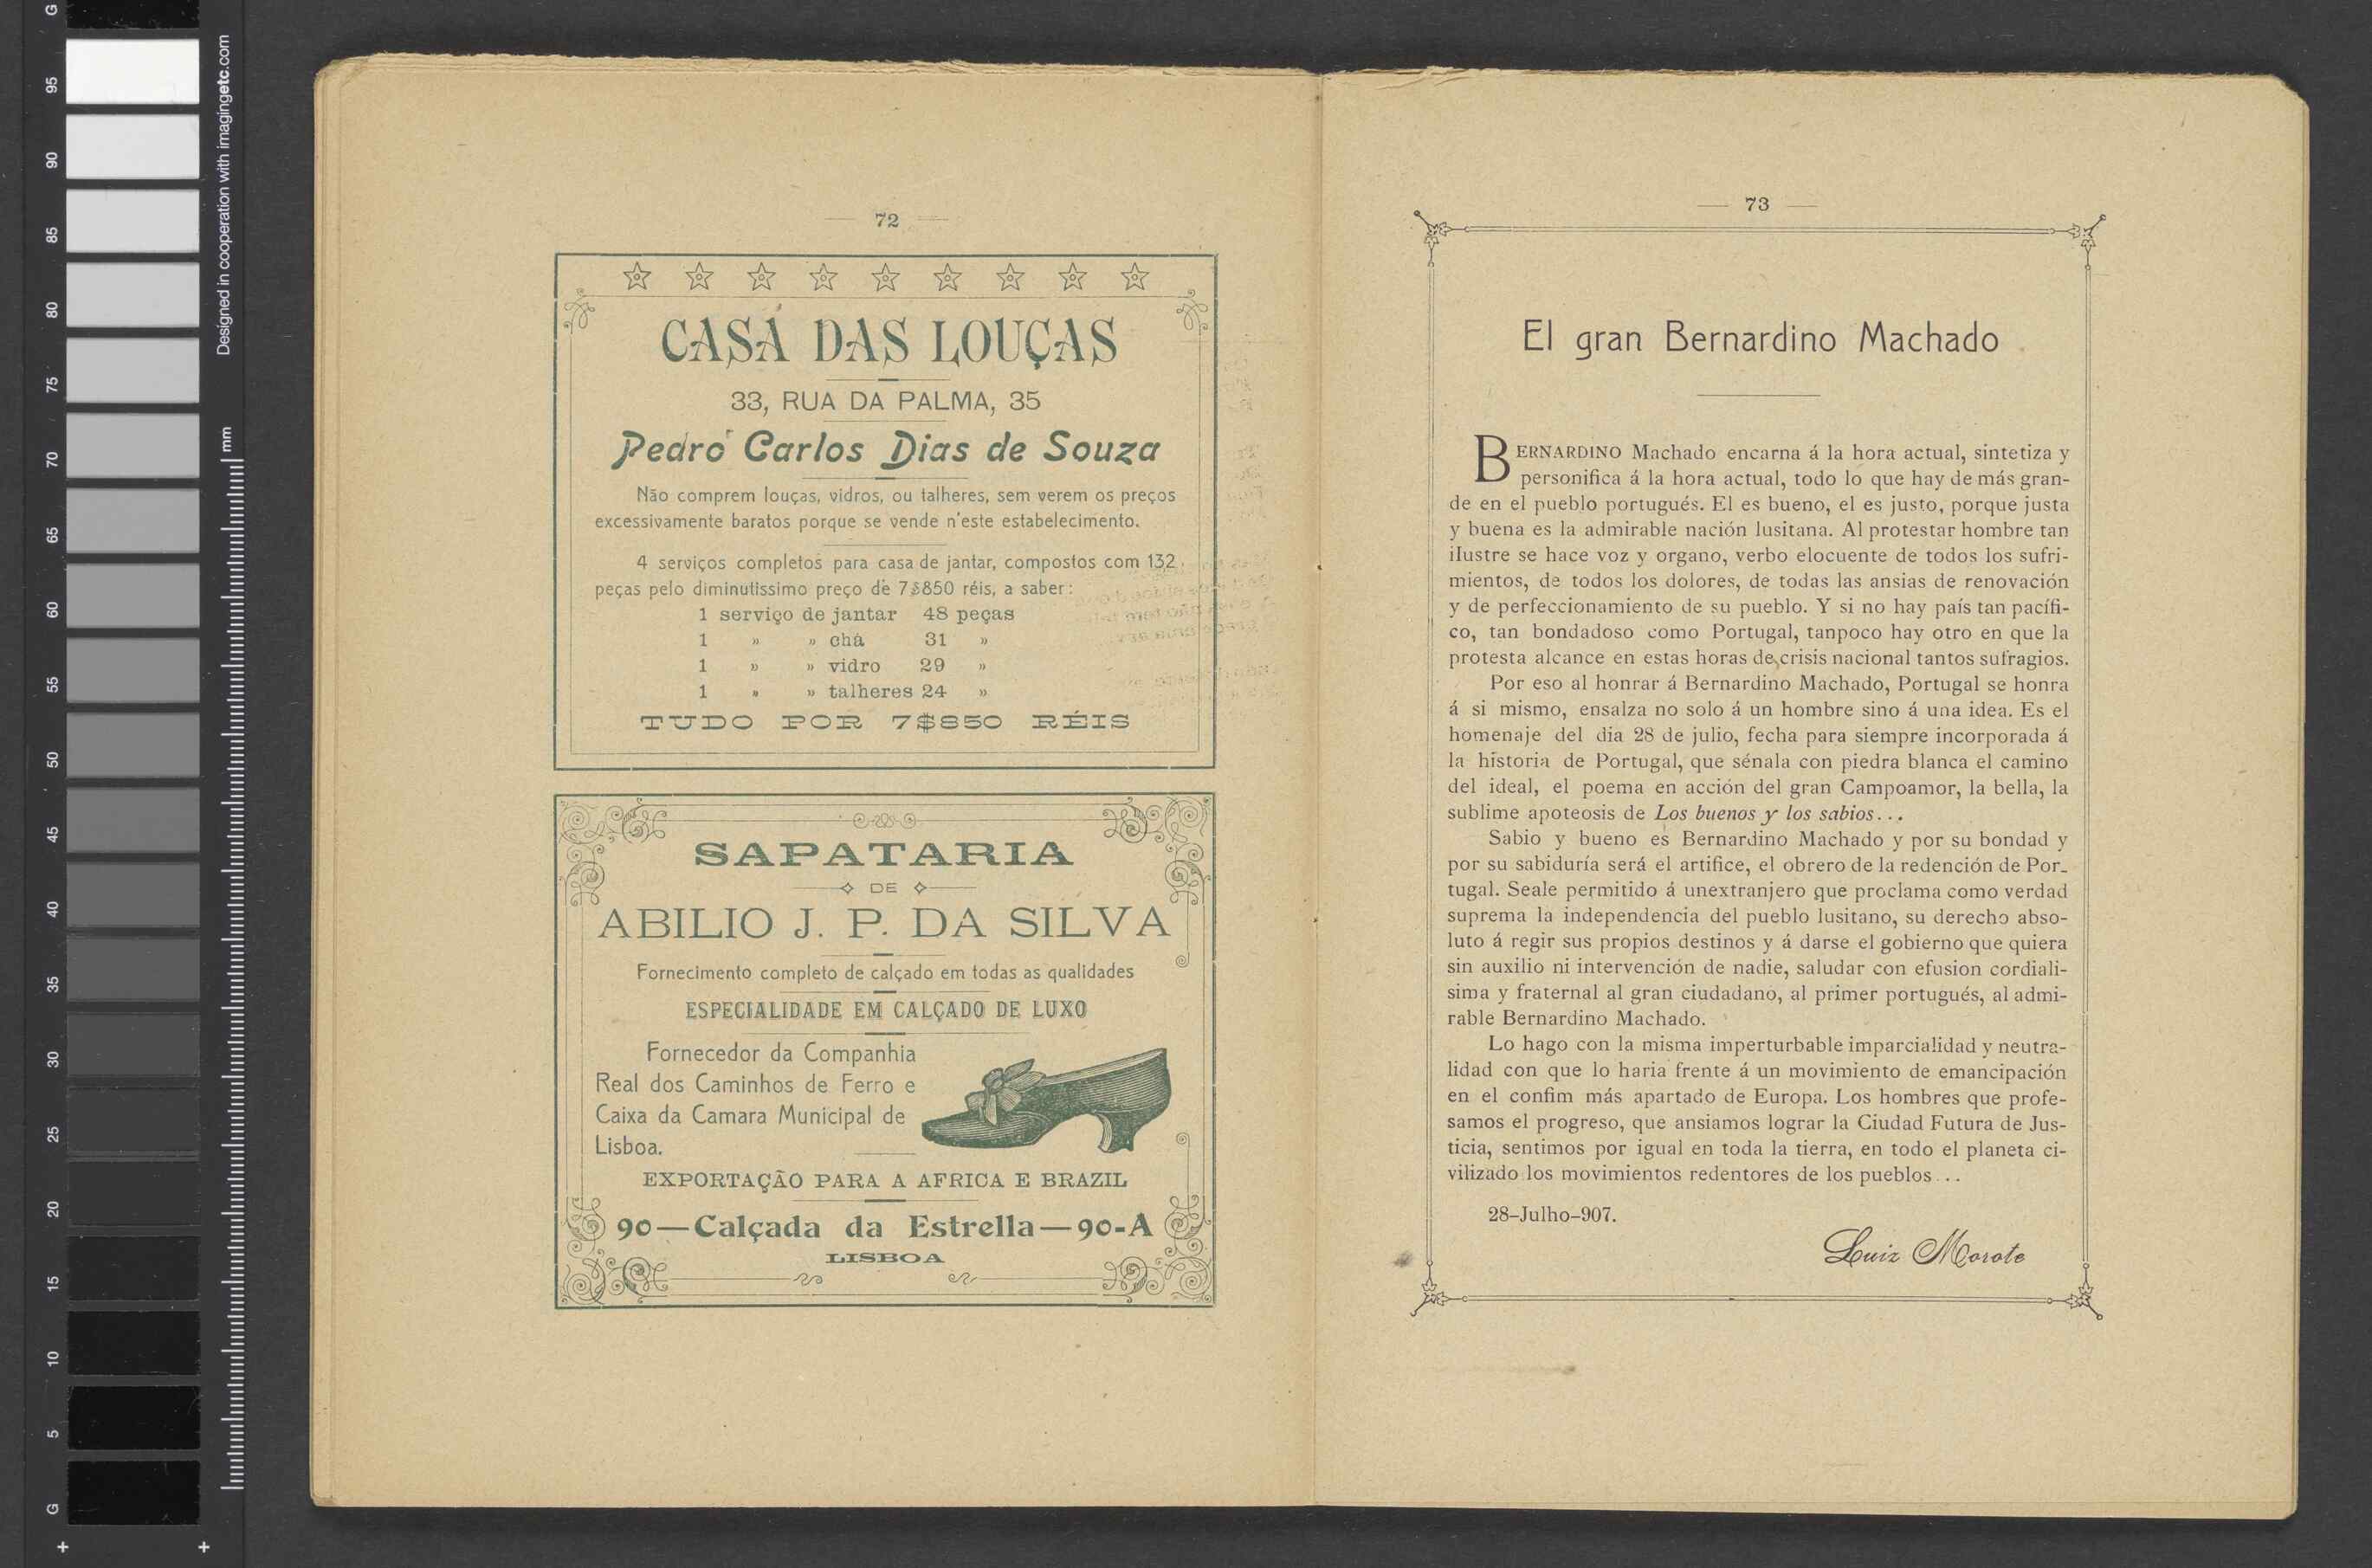 G
95
90
85
80
75
70
65
60
55
50
45
40
35
30
25
20
15
10
5
G
Designed in cooperation with imagingetc.com
mm
— 72 —
CASA DAS LOUÇAS
33, RUA DA PALMA, 35
Pedro Carlos Dias de Souza
Não comprem louças, vidros, ou talheres, sem verem os preços
excessivamente baratos porque se vende n'este estabelecimento.
4 serviços completos para casa de jantar, compostos com 132
peças pelo diminutissimo preço de 7$850 réis, a saber:
1 serviço de jantar 48 peças
1 » » chá 31 »
1 » » vidro 29 »
1 » » talheres 24 »
TUDO POR 7$850 RÉIS
SAPATARIA
DE
ABILIO J. P. DA SILVA
Fornecimento completo de calçado em todas as qualidades
ESPECIALIDADE EM CALÇADO DE LUXO
Fornecedor da Companhia
Real dos Caminhos de Ferro e
Caixa da Camara Municipal de
Lisboa.
EXPORTAÇÃO PARA A AFRICA E BRAZIL
90—Calçada da Estrella—90-A
LISBOA
— 73 —
El gran Bernardino Machado
BERNARDINO Machado encarna á la hora actual, sintetiza y
personifica á la hora actual, todo lo que hay de más gran-
de en el pueblo portugués. El es bueno, el es justo, porque justa
y buena es la admirable nación lusitana. Al protestar hombre tan
ilustre se hace voz y organo, verbo elocuente de todos los sufri-
mientos, de todos los dolores, de todas las ansias de renovación
y de perfeccionamiento de su pueblo. Y si no hay país tan pacífi-
co, tan bondadoso como Portugal, tanpoco hay otro en que la
protesta alcance en estas horas de crisis nacional tantos sufragios.
Por eso al honrar á Bernardino Machado, Portugal se honra
á si mismo, ensalza no solo á un hombre sino á una idea. Es el
homenaje del dia 28 de julio, fecha para siempre incorporada á
la historia de Portugal, que sénala con piedra blanca el camino
del ideal, el poema en acción del gran Campoamor, la bella, la
sublime apoteosis de Los buenos y los sabios...
Sabio y bueno es Bernardino Machado y por su bondad y
por su sabiduría será el artifice, el obrero de la redención de Por-
tugal. Seale permitido á unextranjero que proclama como verdad
suprema la independencia del pueblo lusitano, su derecho abso-
luto á regir sus propios destinos y á darse el gobierno que quiera
sin auxilio ni intervención de nadie, saludar con efusion cordiali-
sima y fraternal al gran ciudadano, al primer portugués, al admi-
rable Bernardino Machado.
Lo hago con la misma imperturbable imparcialidad y neutra-
lidad con que lo haria frente á un movimiento de emancipación
en el confim más apartado de Europa. Los hombres que profe-
samos el progreso, que ansiamos lograr la Ciudad Futura de Jus-
ticia, sentimos por igual en toda la tierra, en todo el planeta ci-
vilizado los movimientos redentores de los pueblos...
28-Julho-907.
Luiz Morote